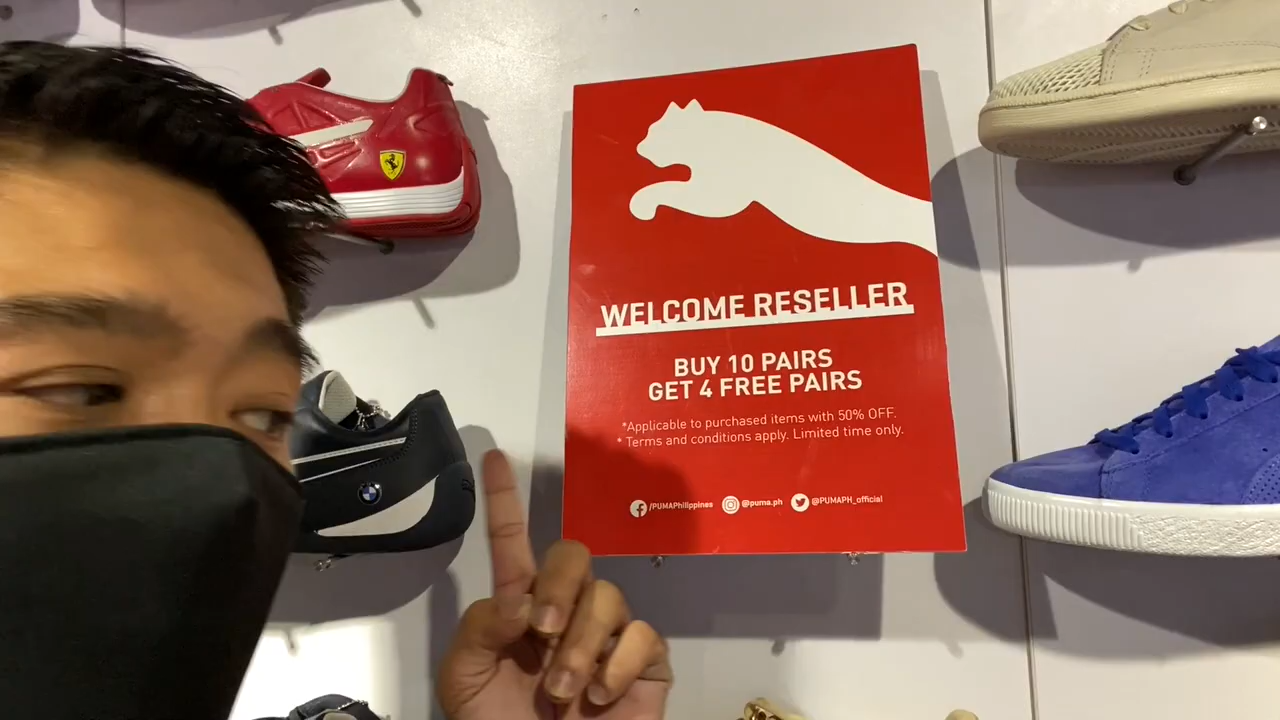 WELCOME RESELLER
BUY 10 PAIRS
GET 4 FREE PAIRS
*Applicable to purchased items with 50% OFF.
* Terms and conditions apply. Limited time only.
/PUMAPhilippines @puma.ph @PUMAPH_official